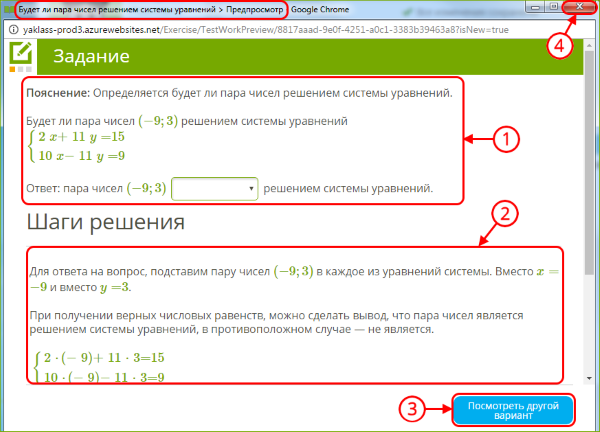 Будет ли пара чисел решением системы уравнений > Предпросмотр Google Chrome
yaklass-prod3.azurewebsites.net/Exercise/TestWorkPreview/8817aaad-9e0f-4251-a0c1-3383b39463a8?isNew=true
4
Задание
Пояснение: Определяется будет ли пара чисел решением системы уравнений.
Будет ли пара чисел (−9; 3) решением системы уравнений
2 x+ 11 y =15
10 x− 11 y =9
1
Ответ: пара чисел (−9; 3) решением системы уравнений.
Шаги решения
2
Для ответа на вопрос, подставим пару чисел (−9; 3) в каждое из уравнений системы. Вместо x =
−9 и вместо y =3.
При получении верных числовых равенств, можно сделать вывод, что пара чисел является
решением системы уравнений, в противоположном случае — не является.
2 ·(− 9)+ 11 · 3=15
10 ·(− 9)− 11 · 3=9
3
Посмотреть другой
вариант